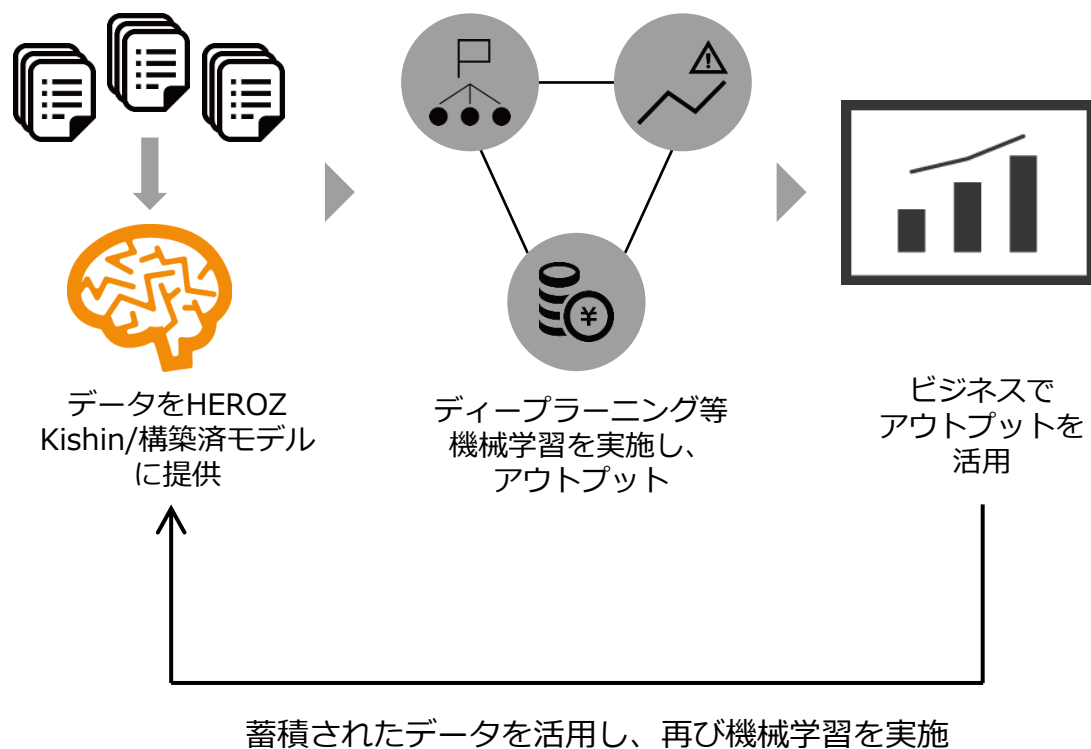 データをHEROZ
Kishin/構築済モデル
に提供
ディープラーニング等
機械学習を実施し、
アウトプット
ビジネスで
アウトプットを
活用
蓄積されたデータを活用し、再び機械学習を実施
¥